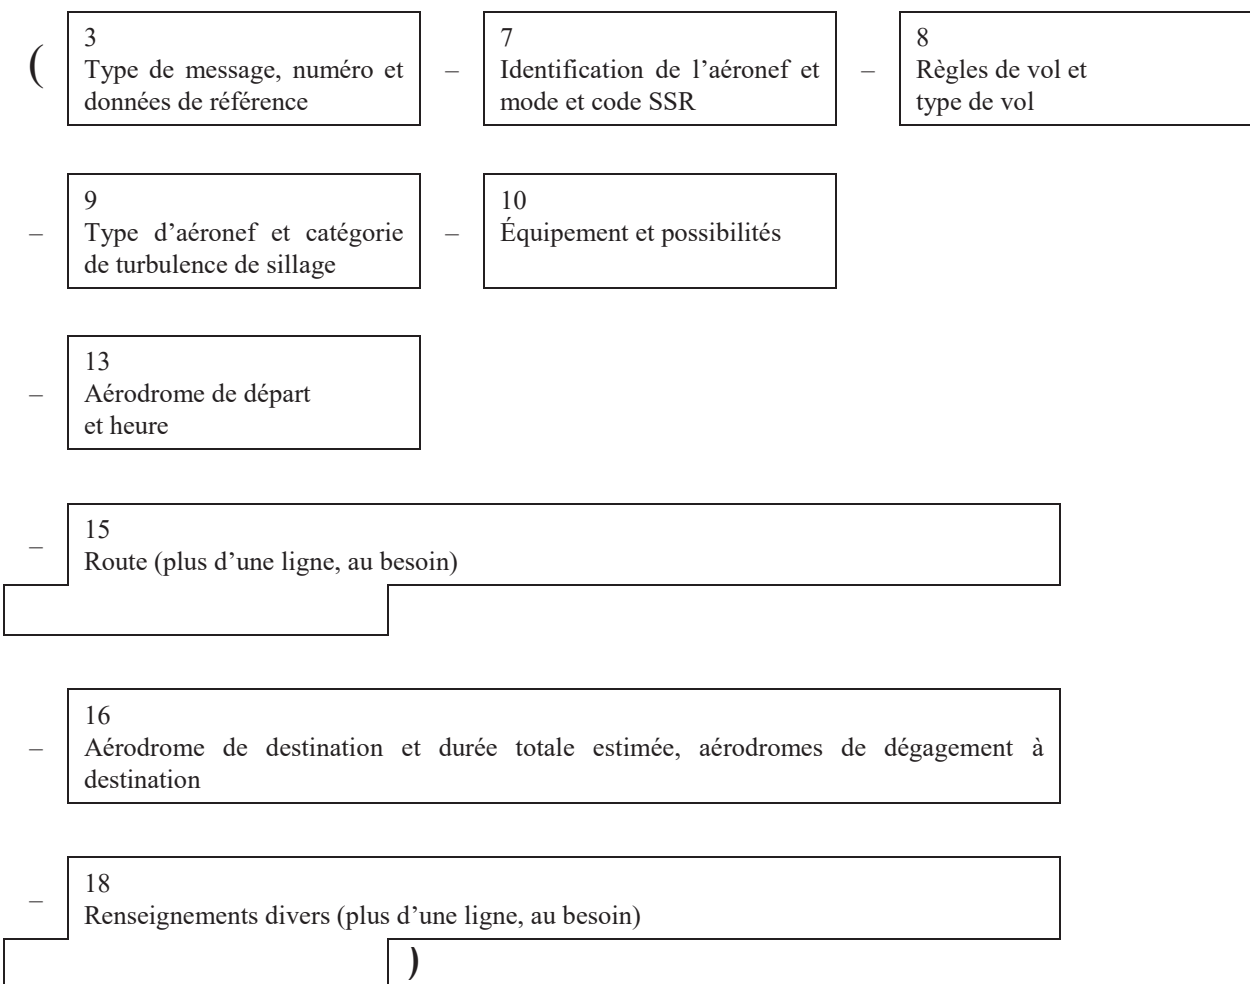 (
3
Type de message, numéro et
données de référence
–
7
Identification de l’aéronef et
mode et code SSR
–
8
Règles de vol et
type de vol
–
9
Type d’aéronef et catégorie
de turbulence de sillage
–
10
Équipement et possibilités
–
13
Aérodrome de départ
et heure
–
15
Route (plus d’une ligne, au besoin)
–
16
Aérodrome de destination et durée totale estimée, aérodromes de dégagement à
destination
–
18
Renseignements divers (plus d’une ligne, au besoin)
)